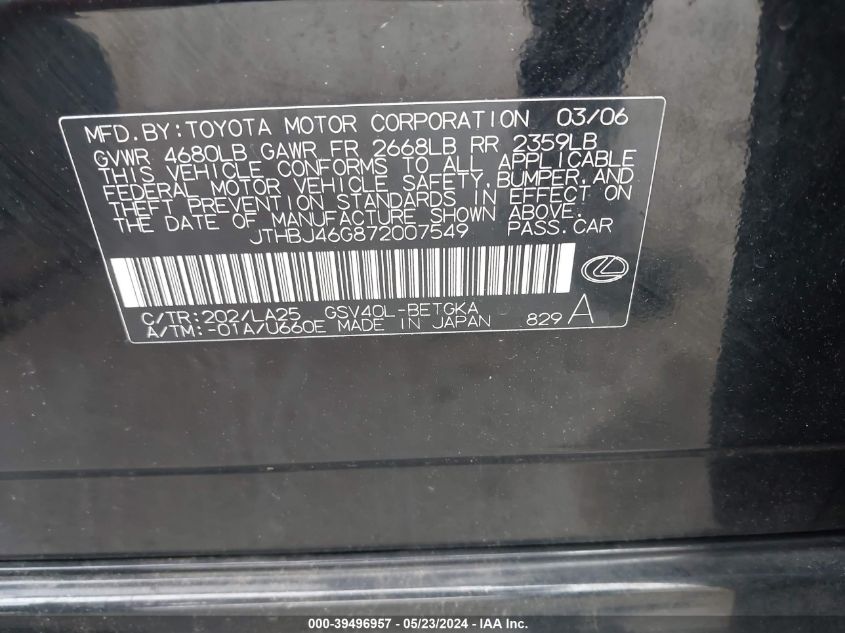 MFD.BY:TOYOTA MOTOR CORPORATION 03/06
GVWR 4680LB GAWR FR 2668LB RR 2359LB
THIS VEHICLE CONFORMS TO ALL APPLICABLE
FEDERAL MOTOR VEHICLE SAFETY,BUMPER,AND
THEFT PREVENTION STANDARDS IN EFFECT ON
THE DATE OF MANUFACTURE SHOWN ABOVE.
JTHBJ46G872007549 PASS.CAR
C/TR:202/LA25 GSV40L-BETGKA
A/TM:-01A/U660E MADE IN JAPAN 829 A
000-39496957 - 05/23/2024 - IAAI Inc.